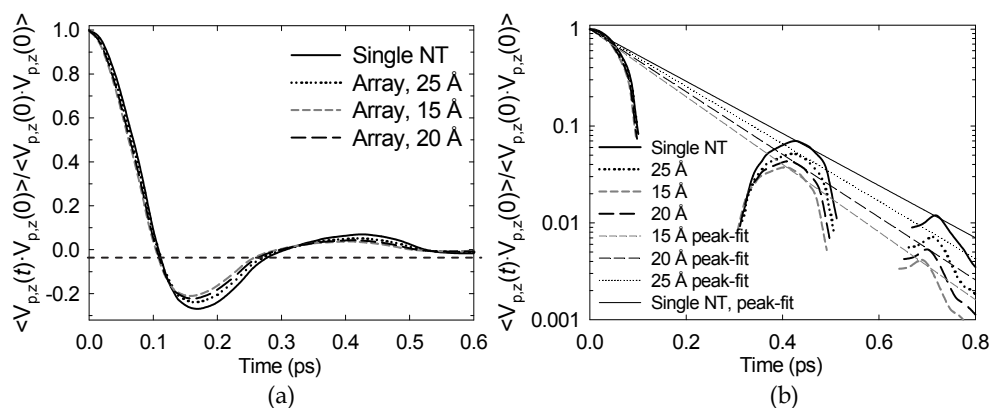 <V_p,z(t)·V_p,z(0)>/<V_p,z(0)·V_p,z(0)>
1.0
0.8
0.6
0.4
0.2
0.0
-0.2
Single NT
Array, 25 Å
Array, 15 Å
Array, 20 Å
0.0 0.1 0.2 0.3 0.4 0.5 0.6
Time (ps)
(a)
<V_p,z(t)·V_p,z(0)>/<V_p,z(0)·V_p,z(0)>
1
0.1
0.01
0.001
Single NT
25 Å
15 Å
20 Å
15 Å peak-fit
20 Å peak-fit
25 Å peak-fit
Single NT, peak-fit
0.0 0.2 0.4 0.6 0.8
Time (ps)
(b)